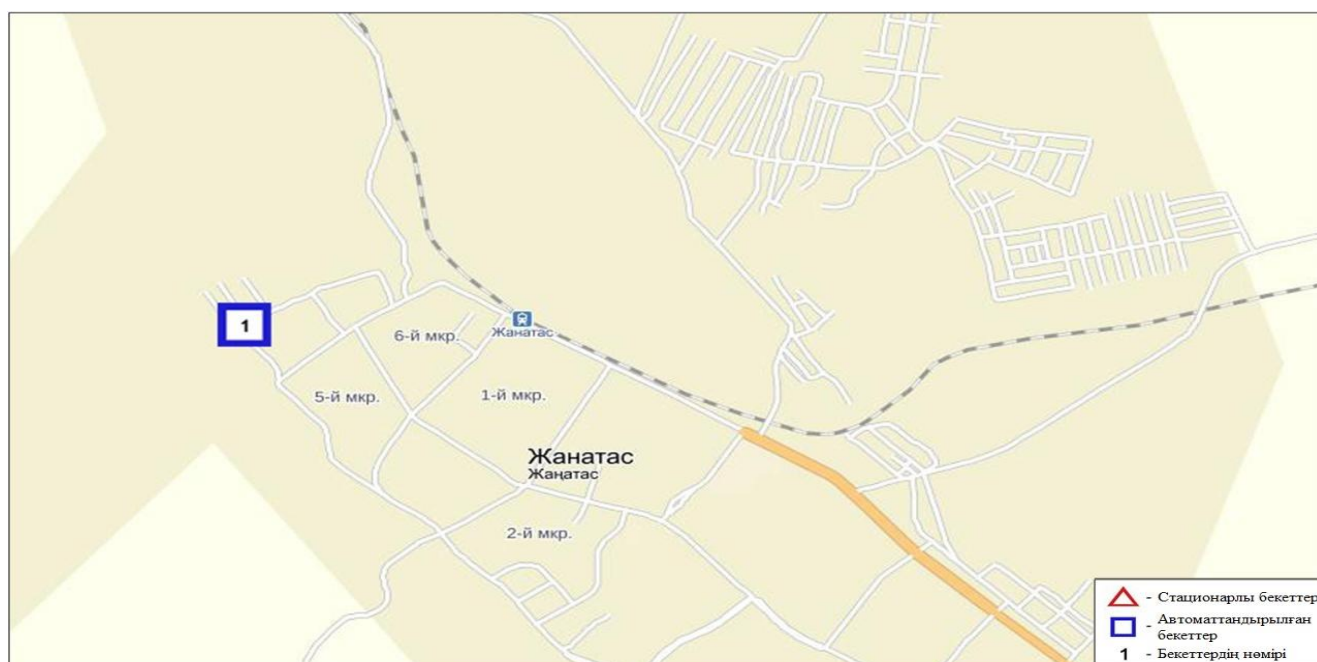 1
Жанатас
6-й мкр.
5-й мкр.
1-й мкр.
Жанатас
Жаңатас
2-й мкр.
- Стационарлы бекеттер
- Автоматтандырылған
бекеттер
1 - Бекеттердің нөмірі